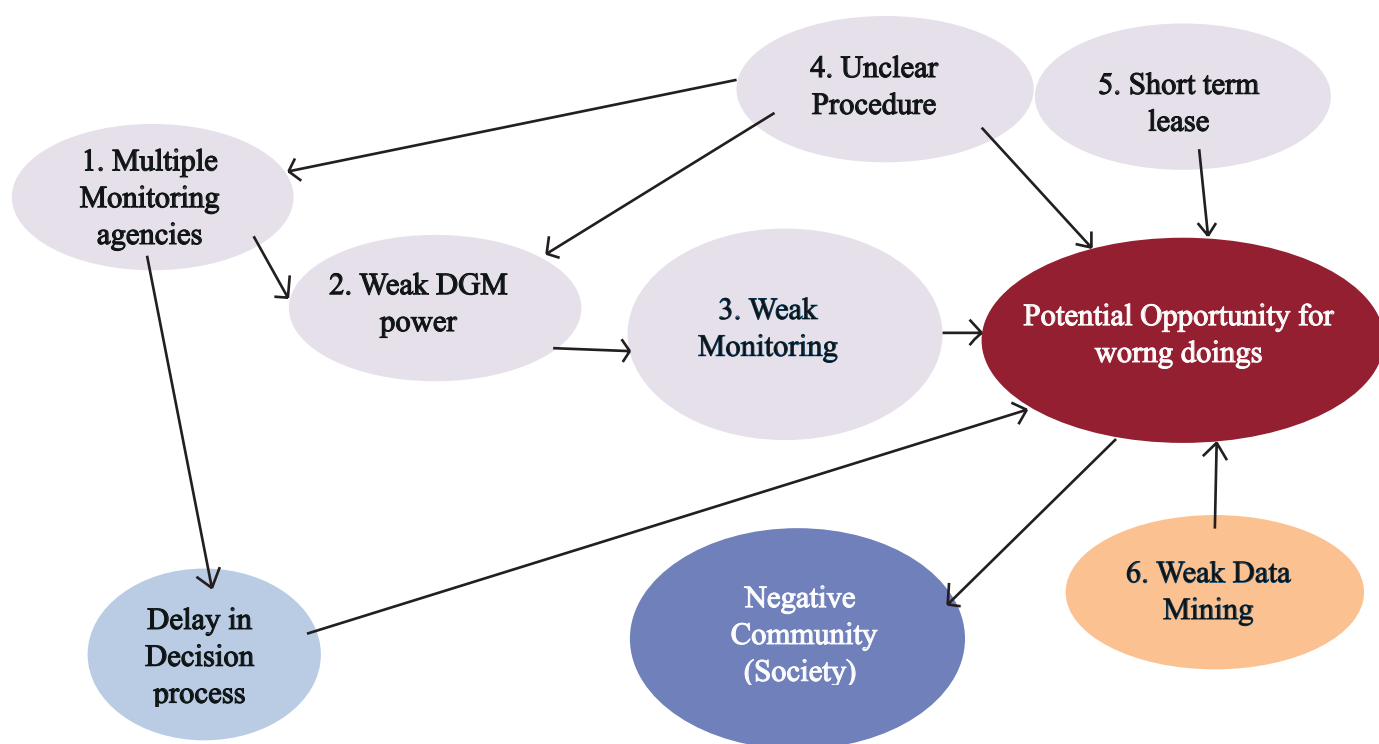 4. Unclear
Procedure
5. Short term
lease
1. Multiple
Monitoring
agencies
2. Weak DGM
power
3. Weak
Monitoring
Potential Opportunity for
worng doings
Delay in
Decision
process
Negative
Community
(Society)
6. Weak Data
Mining